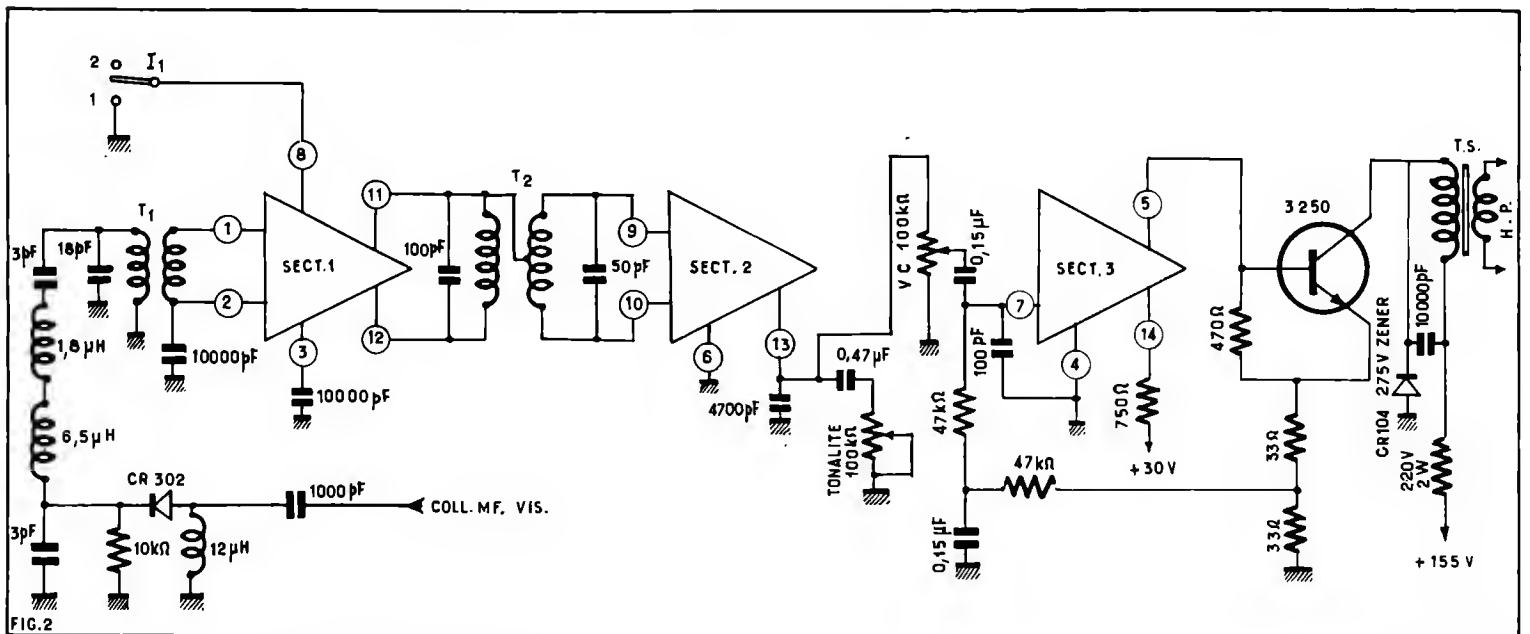 2
I1
1
8
T1
3pF
18pF
1
2
SECT.1
3
11
12
10000pF
10000pF
1,8µH
6,5µH
CR 302
1000pF
COLL. MF. VIS.
3pF
10kΩ
12µH
T2
100pF
50pF
9
10
SECT. 2
6
13
4700pF
0,47µF
TONALITE
100kΩ
VC 100kΩ
0,15µF
7
100pF
47kΩ
47kΩ
0,15µF
SECT. 3
5
14
4
750Ω
+30V
3250
470Ω
33Ω
33Ω
CR104 275V ZENER
10000pF
220V
2W
+155V
T.S.
H.P.
FIG.2